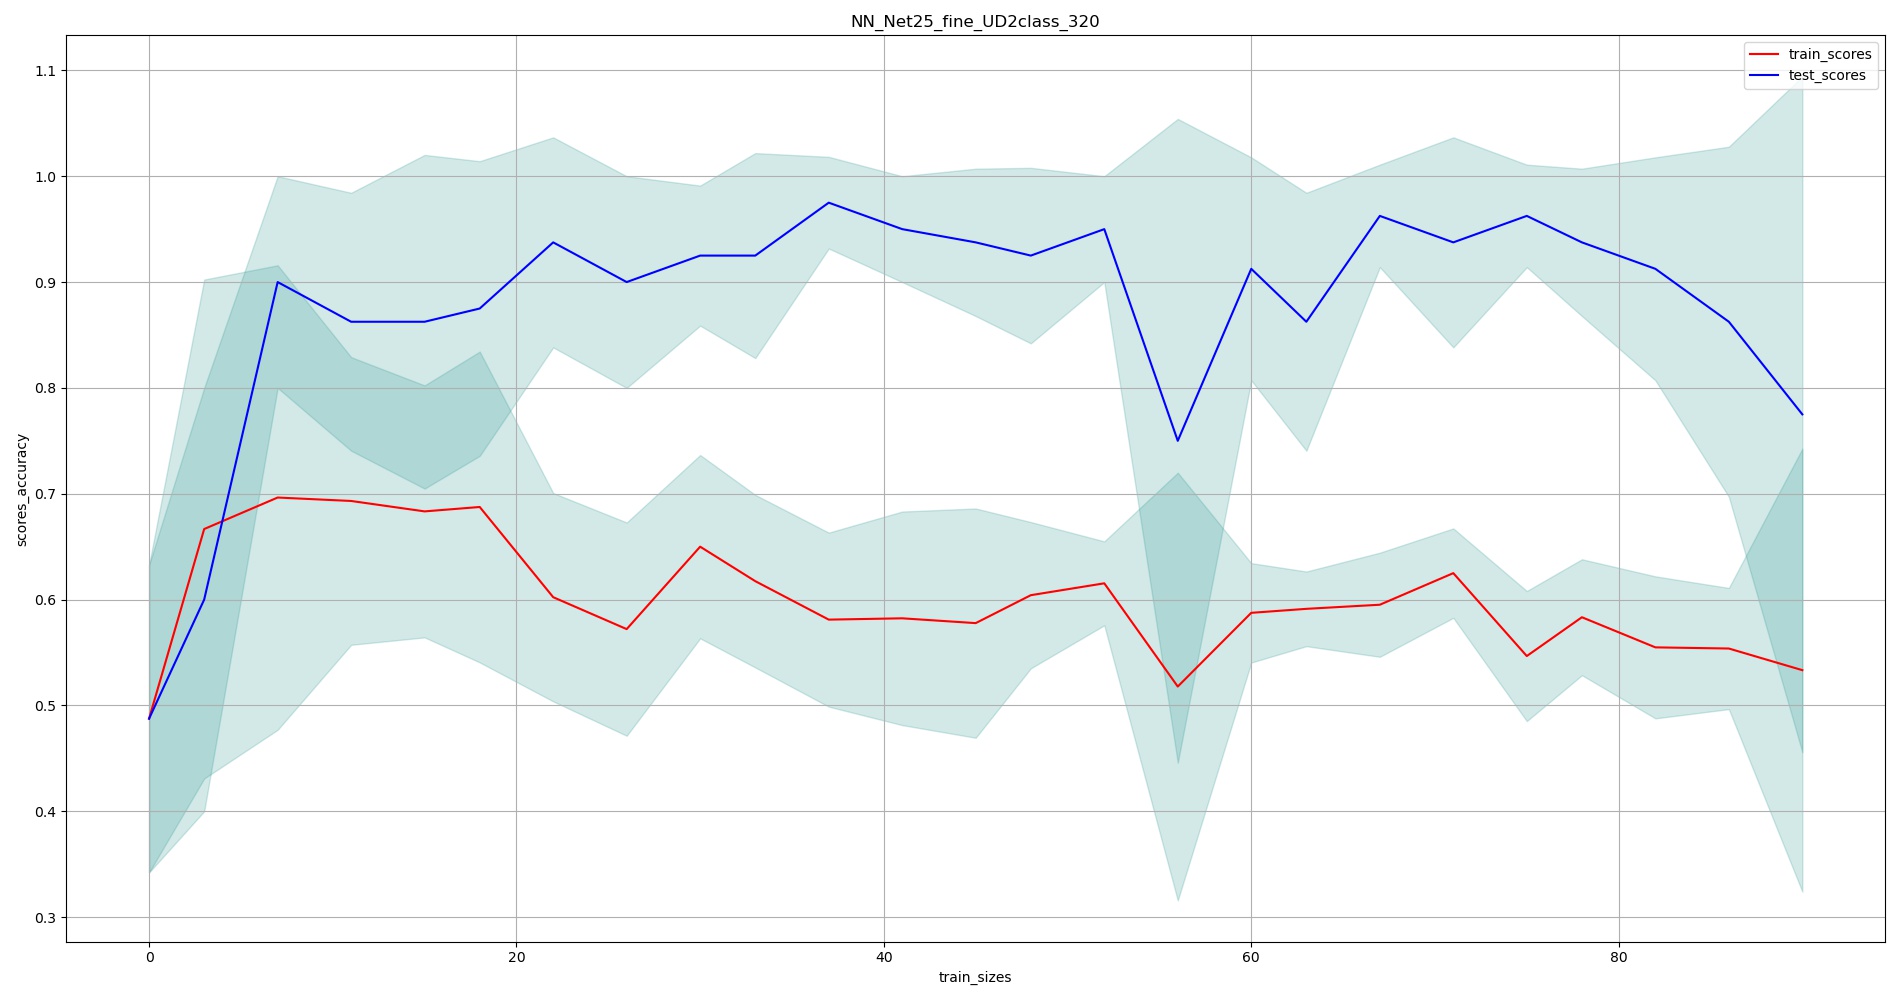 NN_Net25_fine_UD2class_320
train_scores
test_scores
1.1
1.0
0.9
0.8
0.7
0.6
0.5
0.4
0.3
scores_accuracy
0 20 40 60 80
train_sizes